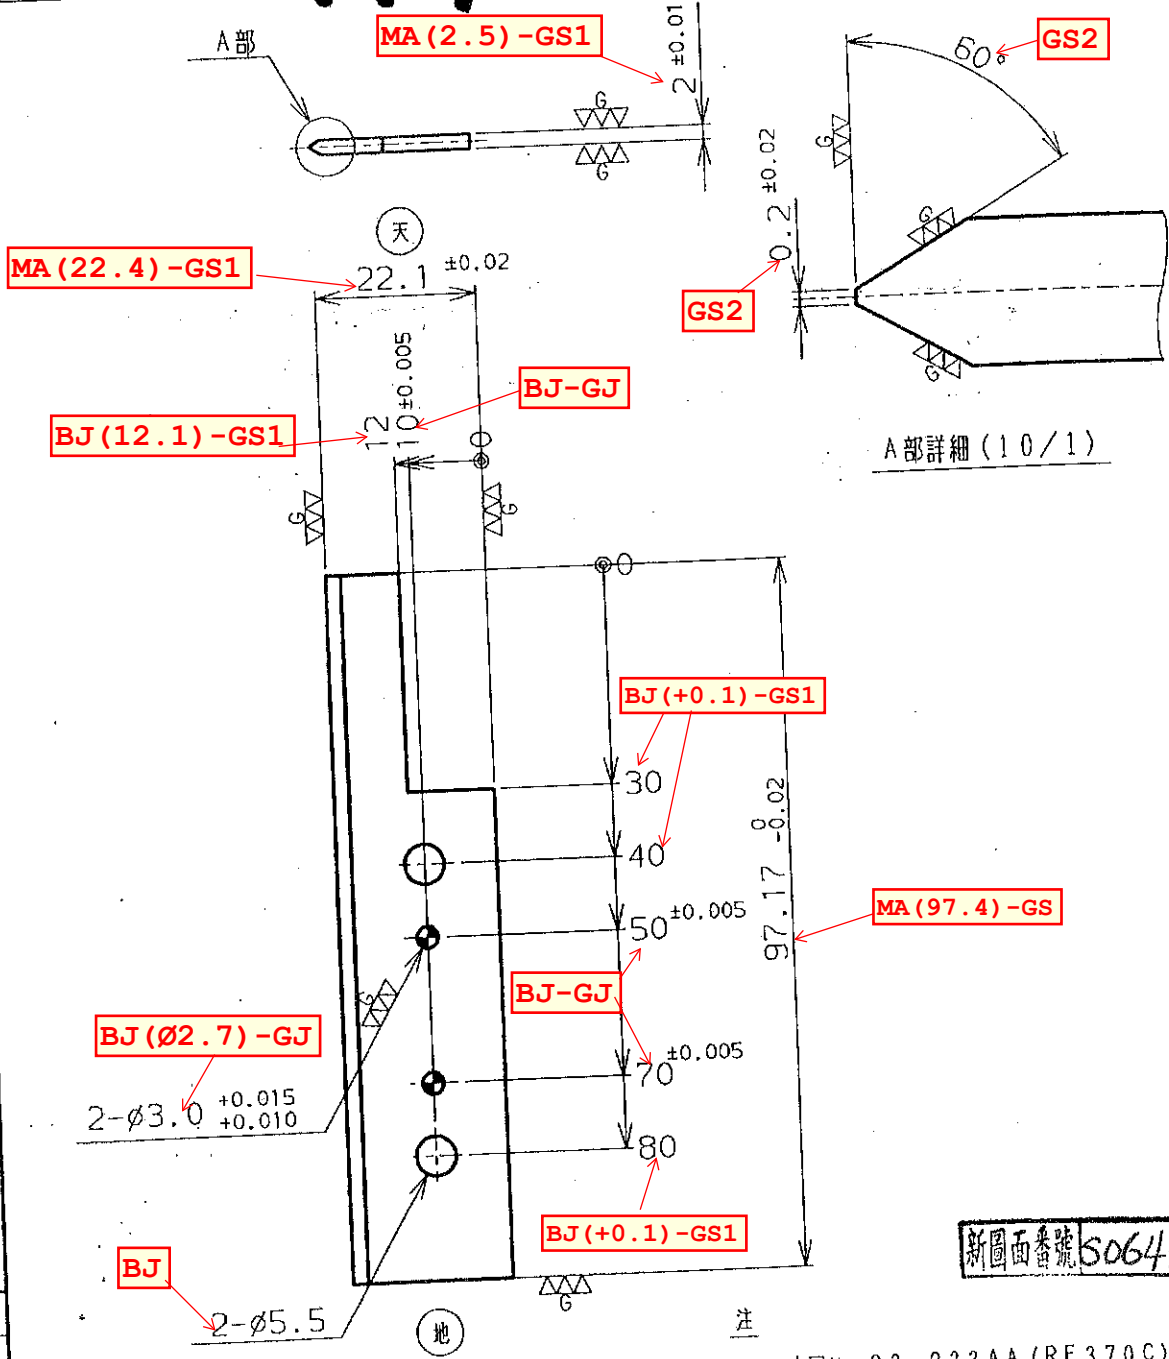 A部
MA(2.5)-GS1
2 ±0.01
G
G
60°
GS2
G
0.2 ±0.02
GS2
G
G
A部詳細(10/1)
天
MA(22.4)-GS1
22.1 ±0.02
BJ(12.1)-GS1
12
10±0.005
BJ-GJ
0
G
G
0
BJ(+0.1)-GS1
30
40
50±0.005
BJ-GJ
70±0.005
80
BJ(+0.1)-GS1
97.17 0 -0.02
MA(97.4)-GS
G
BJ(Ø2.7)-GJ
2-ø3.0 +0.015 +0.010
BJ
2-ø5.5
G
地
注
新圖面番號 S064